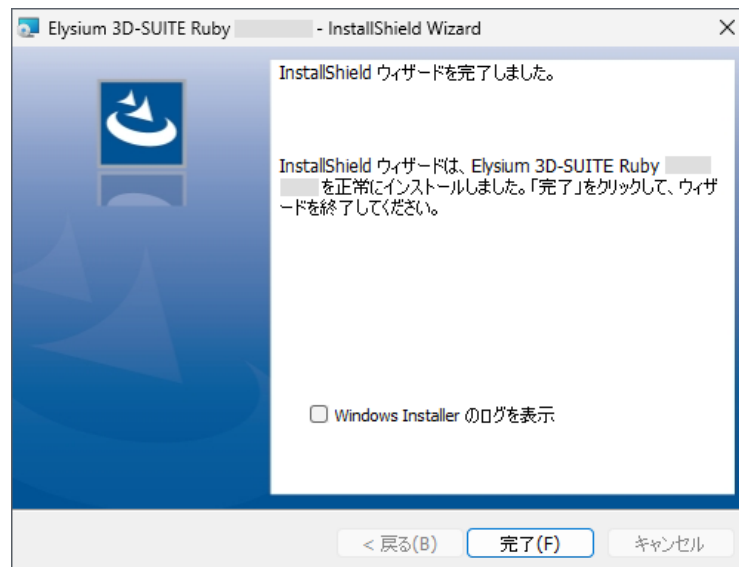 Elysium 3D-SUITE Ruby - InstallShield Wizard
InstallShield ウィザードを完了しました。
InstallShield ウィザードは、Elysium 3D-SUITE Ruby
を正常にインストールしました。「完了」をクリックして、ウィザ
ードを終了してください。
Windows Installer のログを表示
< 戻る(B) 完了(F) キャンセル